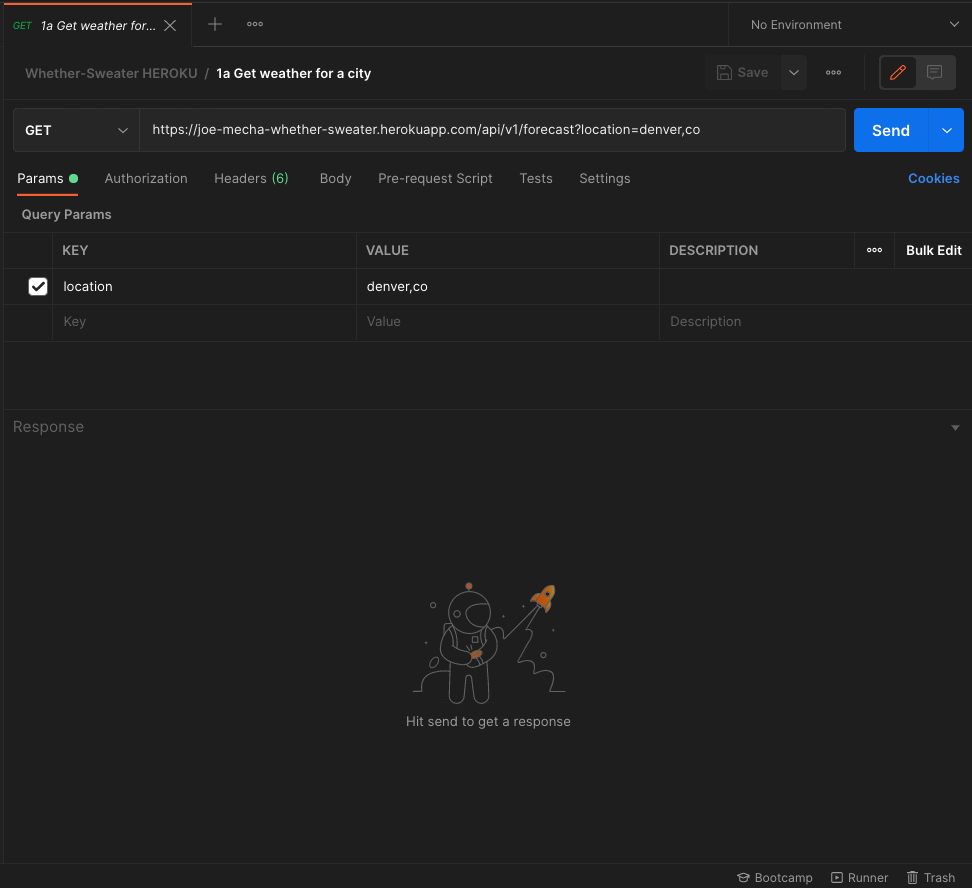 GET 1a Get weather for...
No Environment
Whether-Sweater HEROKU / 1a Get weather for a city
Save
GET
https://joe-mecha-whether-sweater.herokuapp.com/api/v1/forecast?location=denver,co
Send
Params Authorization Headers (6) Body Pre-request Script Tests Settings Cookies
Query Params
KEY VALUE DESCRIPTION Bulk Edit
location denver,co
Key Value Description
Response
Hit send to get a response
Bootcamp Runner Trash